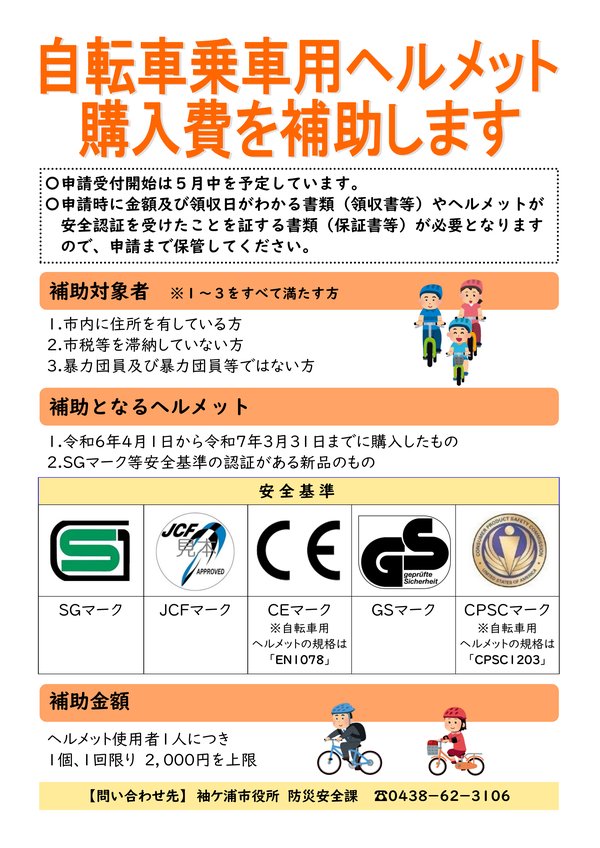 自転車乗車用ヘルメット
購入費を補助します
○申請受付開始は５月中を予定しています。
○申請時に金額及び領収日がわかる書類（領収書等）やヘルメットが
安全認証を受けたことを証する書類（保証書等）が必要となります
ので、申請まで保管してください。
補助対象者 ※１～３をすべて満たす方
1.市内に住所を有している方
2.市税等を滞納していない方
3.暴力団員及び暴力団員等ではない方
補助となるヘルメット
1.令和6年4月1日から令和7年3月31日までに購入したもの
2.SGマーク等安全基準の認証がある新品のもの
安全基準
SG
JCF
見本
APPROVED
CE
GS
geprüfte
Sicherheit
CONSUMER PRODUCT SAFETY COMMISSION
UNITED STATES OF AMERICA
SGマーク
JCFマーク
CEマーク
※自転車用
ヘルメットの規格は
「EN1078」
GSマーク
CPSCマーク
※自転車用
ヘルメットの規格は
「CPSC1203」
補助金額
ヘルメット使用者1人につき
1個、1回限り 2,000円を上限
【問い合わせ先】 袖ケ浦市役所 防災安全課 ☎0438－62－3106